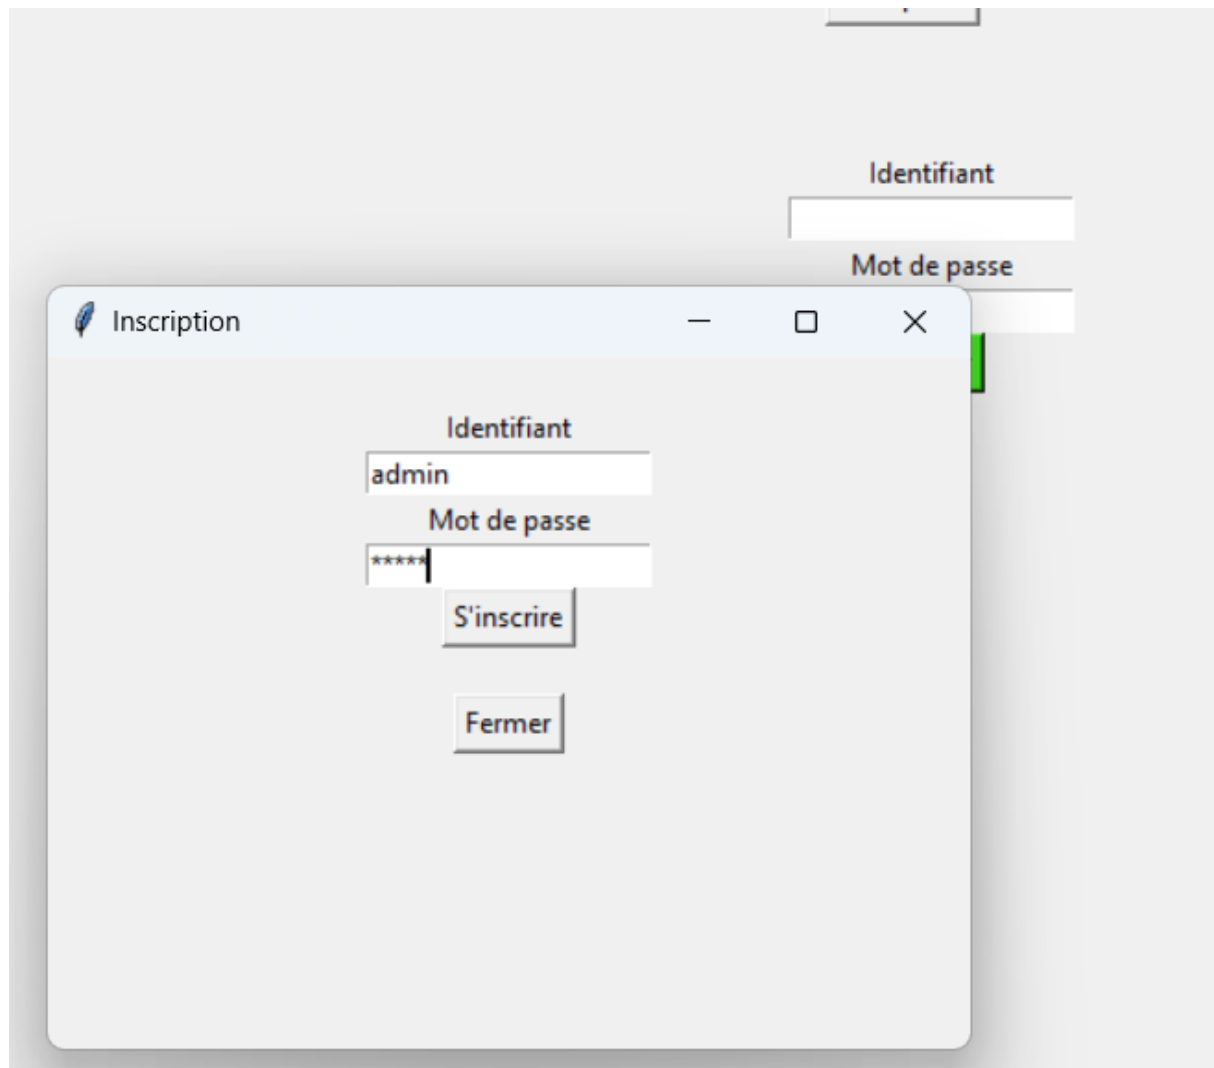 Identifiant
Mot de passe
Inscription
Identifiant
admin
Mot de passe
*****
S'inscrire
Fermer